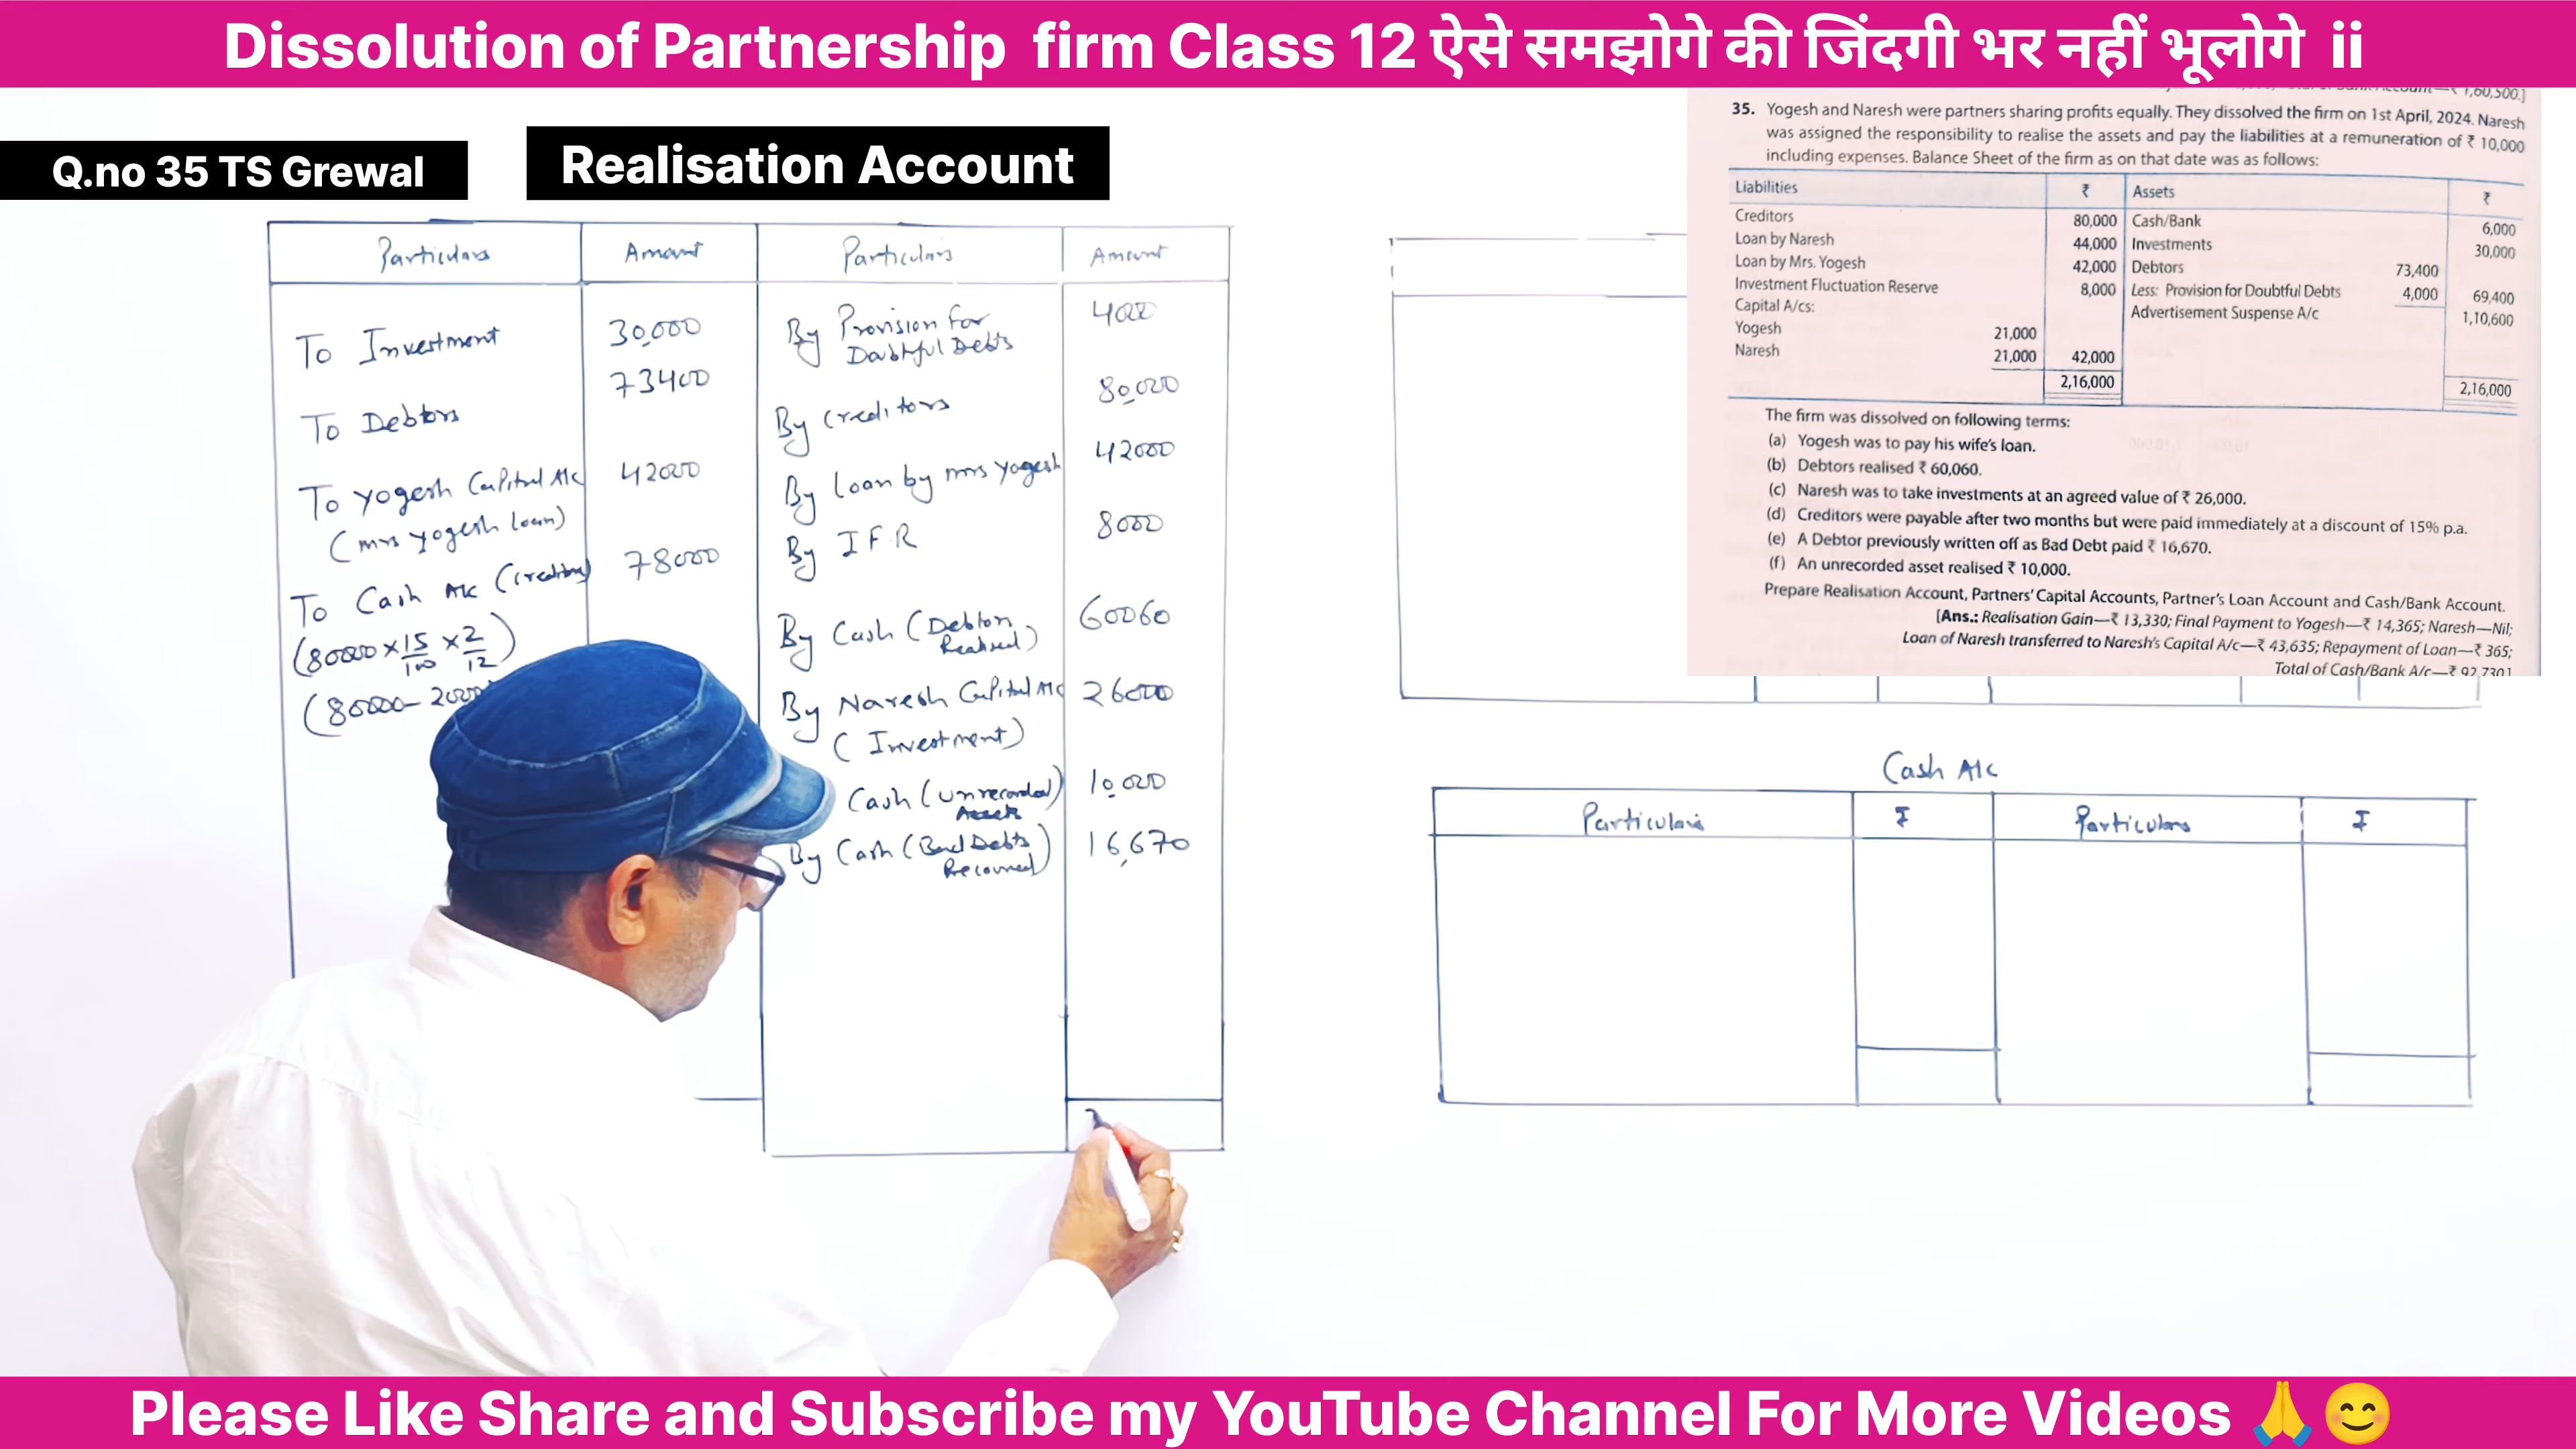 Dissolution of Partnership firm Class 12 ऐसे समझोगे की जिंदगी भर नहीं भूलोगे ii
Q.no 35 TS Grewal
Realisation Account
Particulars Amount Particulars Amount
To Investment 30,000 By Provision for Doubtful Debts 4000
To Debtors 73400 By Creditors 80,000
To Yogesh Capital A/c 42000 By Loan by mrs Yogesh 42000
(mrs yogesh loan) By I F R 8000
To Cash A/c (Creditors) 78000 By Cash (Debtors Realised) 60060
(80000 × 15/100 × 2/12)
(80000 - 2000
By Naresh Capital A/c 26000
(Investment)
Cash (Unrecorded Assets) 10,000
By Cash (Bad Debts Recovered) 16,670
35. Yogesh and Naresh were partners sharing profits equally. They dissolved the firm on 1st April, 2024. Naresh
was assigned the responsibility to realise the assets and pay the liabilities at a remuneration of ₹ 10,000
including expenses. Balance Sheet of the firm as on that date was as follows:
Liabilities ₹ Assets ₹
Creditors 80,000 Cash/Bank 6,000
Loan by Naresh 44,000 Investments 30,000
Loan by Mrs. Yogesh 42,000 Debtors 73,400
Investment Fluctuation Reserve 8,000 Less: Provision for Doubtful Debts 4,000 69,400
Capital A/cs: Advertisement Suspense A/c 1,10,600
Yogesh 21,000
Naresh 21,000 42,000
2,16,000 2,16,000
The firm was dissolved on following terms:
(a) Yogesh was to pay his wife's loan.
(b) Debtors realised ₹ 60,060.
(c) Naresh was to take investments at an agreed value of ₹ 26,000.
(d) Creditors were payable after two months but were paid immediately at a discount of 15% p.a.
(e) A Debtor previously written off as Bad Debt paid ₹ 16,670.
(f) An unrecorded asset realised ₹ 10,000.
Prepare Realisation Account, Partners' Capital Accounts, Partner's Loan Account and Cash/Bank Account.
[Ans.: Realisation Gain—₹ 13,330; Final Payment to Yogesh—₹ 14,365; Naresh—Nil;
Loan of Naresh transferred to Naresh's Capital A/c—₹ 43,635; Repayment of Loan—₹ 365;
Total of Cash/Bank A/c—₹ 92,730]
Cash A/c
Particulars ₹ Particulars ₹
Please Like Share and Subscribe my YouTube Channel For More Videos 🙏😊